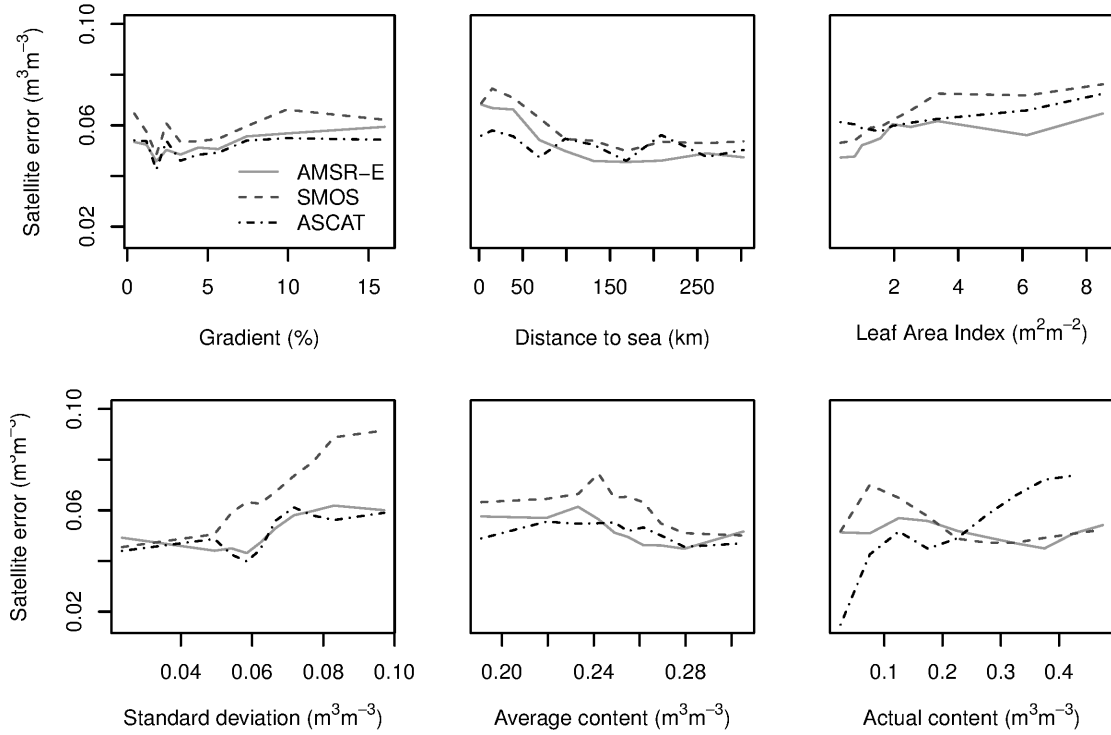 Satellite error (m³m⁻³)
0.02 0.06 0.10
AMSR−E
SMOS
ASCAT
0 5 10 15
Gradient (%)
0 50 150 250
Distance to sea (km)
2 4 6 8
Leaf Area Index (m²m⁻²)
Satellite error (m³m⁻³)
0.02 0.06 0.10
0.04 0.06 0.08 0.10
Standard deviation (m³m⁻³)
0.20 0.24 0.28
Average content (m³m⁻³)
0.1 0.2 0.3 0.4
Actual content (m³m⁻³)